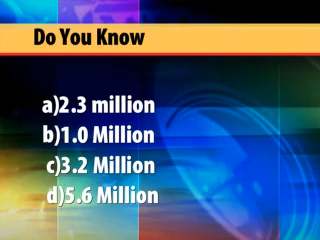 Do You Know
a)2.3 million
b)1.0 Million
c)3.2 Million
d)5.6 Million